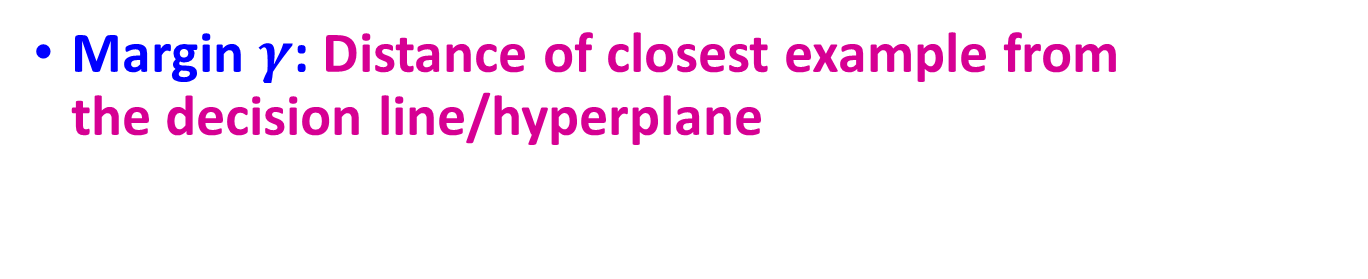 • Margin γ: Distance of closest example from
the decision line/hyperplane